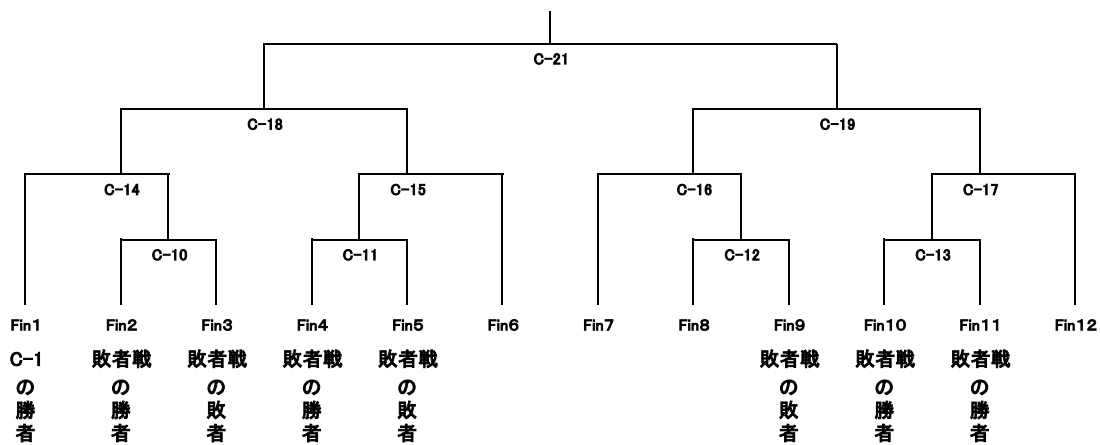 C-21
C-18
C-19
C-14
C-15
C-16
C-17
C-10
C-11
C-12
C-13
Fin1 Fin2 Fin3 Fin4 Fin5 Fin6 Fin7 Fin8 Fin9 Fin10 Fin11 Fin12
C-1の勝者
敗者戦の勝者
敗者戦の敗者
敗者戦の勝者
敗者戦の敗者
敗者戦の敗者
敗者戦の勝者
敗者戦の勝者